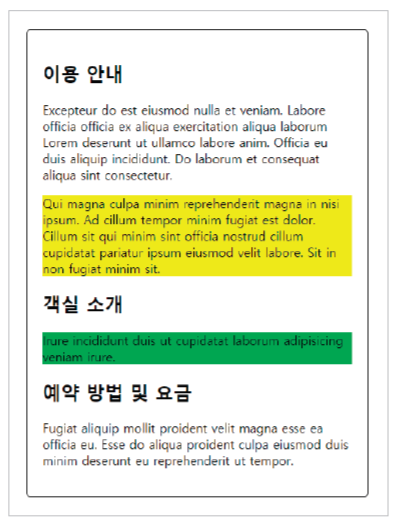 이용 안내
Excepteur do est eiusmod nulla et veniam. Labore
officia officia ex aliqua exercitation aliqua laborum
Lorem deserunt ut ullamco labore anim. Officia eu
duis aliquip incididunt. Do laborum et consequat
aliqua sint consectetur.
Qui magna culpa minim reprehenderit magna in nisi
ipsum. Ad cillum tempor minim fugiat est dolor.
Cillum sit qui minim sint officia nostrud cillum
cupidatat pariatur ipsum eiusmod velit labore. Sit in
non fugiat minim sit.
객실 소개
Irure incididunt duis ut cupidatat laborum adipisicing
veniam irure.
예약 방법 및 요금
Fugiat aliquip mollit proident velit magna esse ea
officia eu. Esse do aliqua proident culpa eiusmod duis
minim deserunt eu reprehenderit ut tempor.